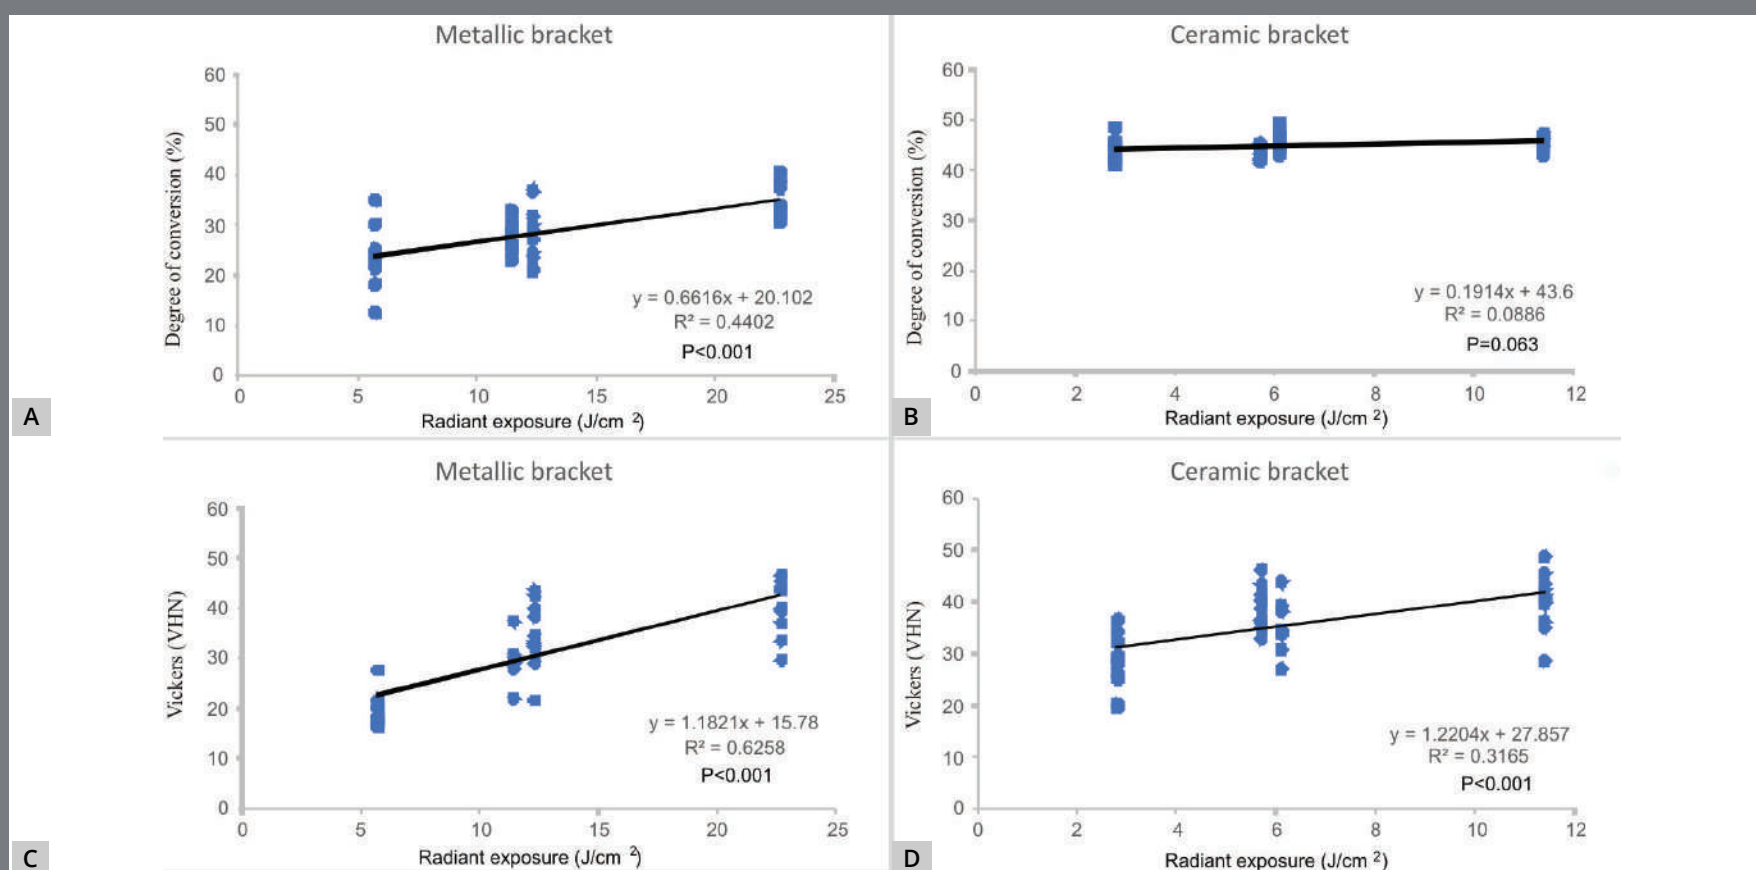 Metallic bracket
60
50
40
30
20
10
0
Degree of conversion (%)
y = 0.6616x + 20.102
R² = 0.4402
P<0.001
0 5 10 15 20 25
Radiant exposure (J/cm ²)
A
Ceramic bracket
60
50
40
30
20
10
0
Degree of conversion (%)
y = 0.1914x + 43.6
R² = 0.0886
P=0.063
0 2 4 6 8 10 12
Radiant exposure (J/cm ²)
B
Metallic bracket
60
50
40
30
20
10
0
Vickers (VHN)
y = 1.1821x + 15.78
R² = 0.6258
P<0.001
0 5 10 15 20 25
Radiant exposure (J/cm ²)
C
Ceramic bracket
60
50
40
30
20
10
0
Vickers (VHN)
y = 1.2204x + 27.857
R² = 0.3165
P<0.001
0 2 4 6 8 10 12
Radiant exposure (J/cm ²)
D